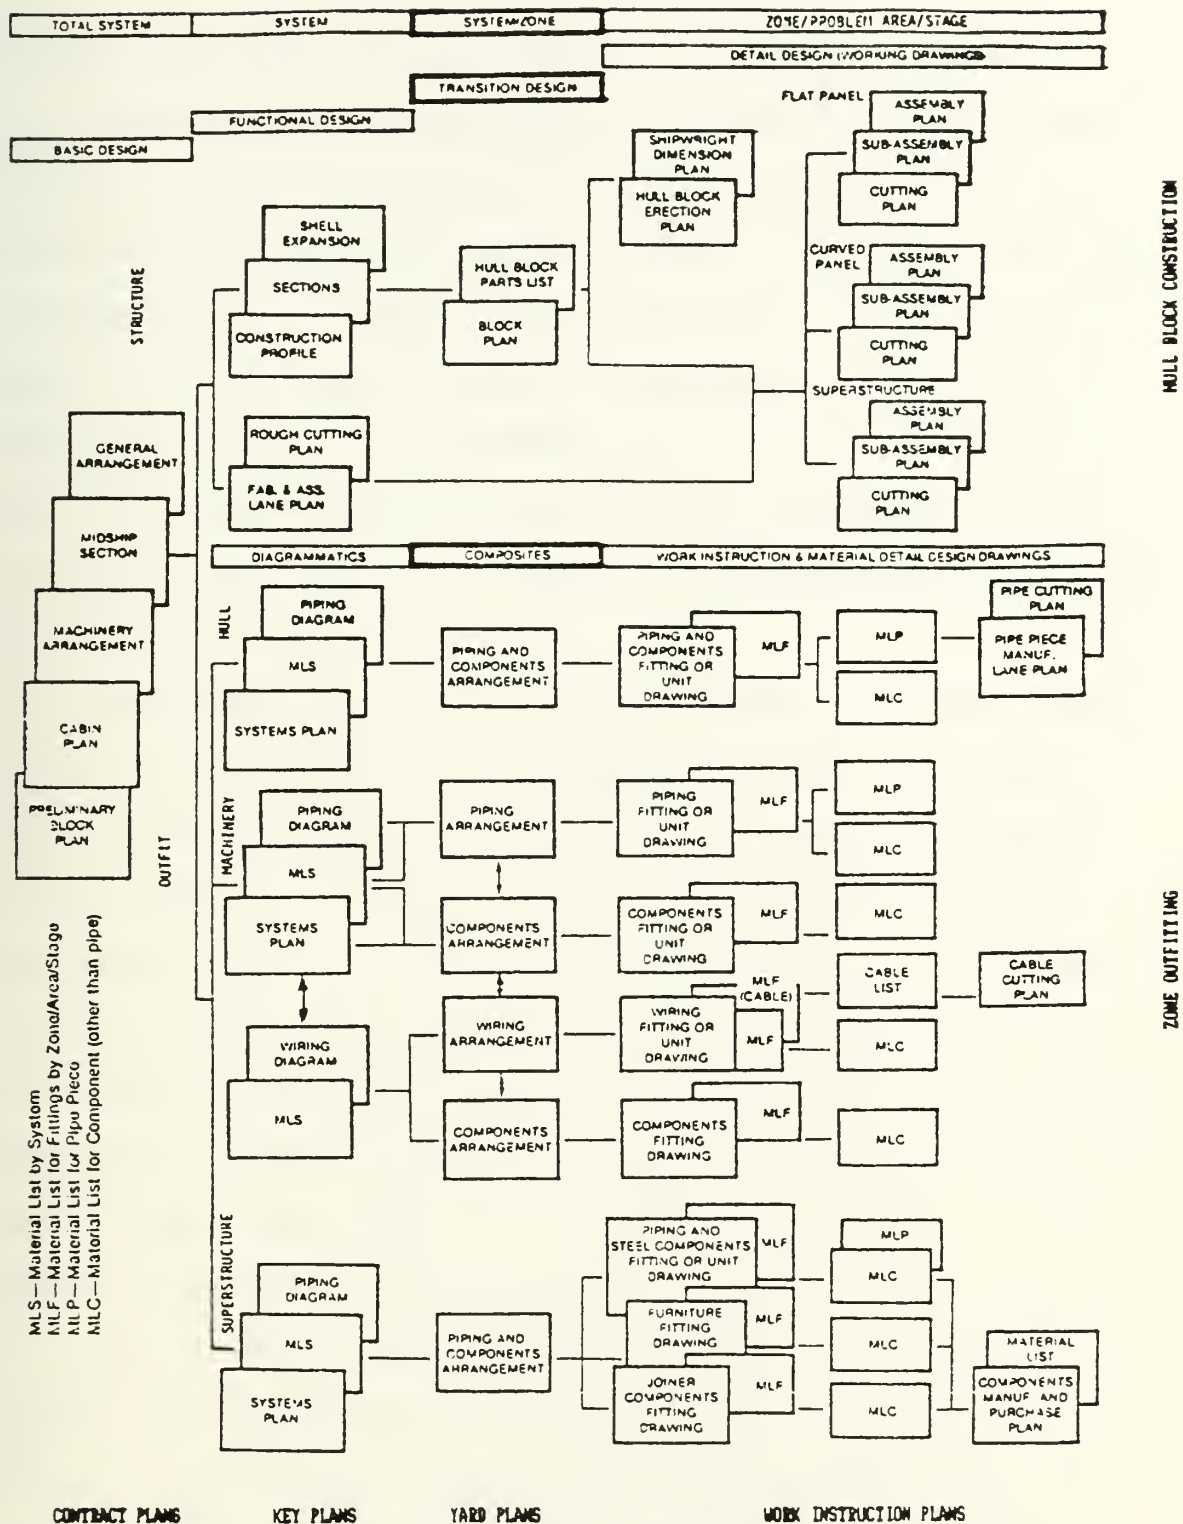 TOTAL SYSTEM
SYSTEM
SYSTEM/ZONE
ZONE/PROBLEM AREA/STAGE
DETAIL DESIGN (WORKING DRAWINGS)
TRANSITION DESIGN
FUNCTIONAL DESIGN
BASIC DESIGN
STRUCTURE
SHELL
EXPANSION
SECTIONS
CONSTRUCTION
PROFILE
HULL BLOCK
PARTS LIST
BLOCK
PLAN
SHIPWRIGHT
DIMENSION
PLAN
HULL BLOCK
ERECTION
PLAN
FLAT PANEL
ASSEMBLY
PLAN
SUB-ASSEMBLY
PLAN
CUTTING
PLAN
CURVED
PANEL
ASSEMBLY
PLAN
SUB-ASSEMBLY
PLAN
CUTTING
PLAN
SUPERSTRUCTURE
ASSEMBLY
PLAN
SUB-ASSEMBLY
PLAN
CUTTING
PLAN
HULL BLOCK CONSTRUCTION
ROUGH CUTTING
PLAN
FAB. & ASS.
LANE PLAN
GENERAL
ARRANGEMENT
MIDSHIP
SECTION
MACHINERY
ARRANGEMENT
CABIN
PLAN
PRELIMINARY
BLOCK
PLAN
OUTFIT
DIAGRAMMATICS
COMPOSITES
WORK INSTRUCTION & MATERIAL DETAIL DESIGN DRAWINGS
HULL
PIPING
DIAGRAM
MLS
SYSTEMS PLAN
PIPING AND
COMPONENTS
ARRANGEMENT
PIPING AND
COMPONENTS
FITTING OR
UNIT
DRAWING
MLF
MLP
MLC
PIPE CUTTING
PLAN
PIPE PIECE
MANUF.
LANE PLAN
MACHINERY
PIPING
DIAGRAM
MLS
SYSTEMS
PLAN
PIPING
ARRANGEMENT
PIPING
FITTING OR
UNIT
DRAWING
MLF
MLP
MLC
COMPONENTS
ARRANGEMENT
COMPONENTS
FITTING OR
UNIT
DRAWING
MLF
MLC
WIRING
DIAGRAM
MLS
WIRING
ARRANGEMENT
WIRING
FITTING OR
UNIT
DRAWING
MLF
(CABLE)
MLF
CABLE
LIST
MLC
CABLE
CUTTING
PLAN
COMPONENTS
ARRANGEMENT
COMPONENTS
FITTING
DRAWING
MLF
MLC
ZONE OUTFITTING
MLS—Material List by System
MLF—Material List for Fittings by Zone/Area/Stage
MLP—Material List for Pipe Piece
MLC—Material List for Component (other than pipe)
SUPERSTRUCTURE
PIPING
DIAGRAM
MLS
SYSTEMS
PLAN
PIPING AND
COMPONENTS
ARRANGEMENT
PIPING AND
STEEL COMPONENTS
FITTING OR UNIT
DRAWING
MLF
FURNITURE
FITTING
DRAWING
MLF
JOINER
COMPONENTS
FITTING
DRAWING
MLF
MLP
MLC
MLC
MLC
MATERIAL
LIST
COMPONENTS
MANUF. AND
PURCHASE
PLAN
CONTRACT PLANS
KEY PLANS
YARD PLANS
WORK INSTRUCTION PLANS